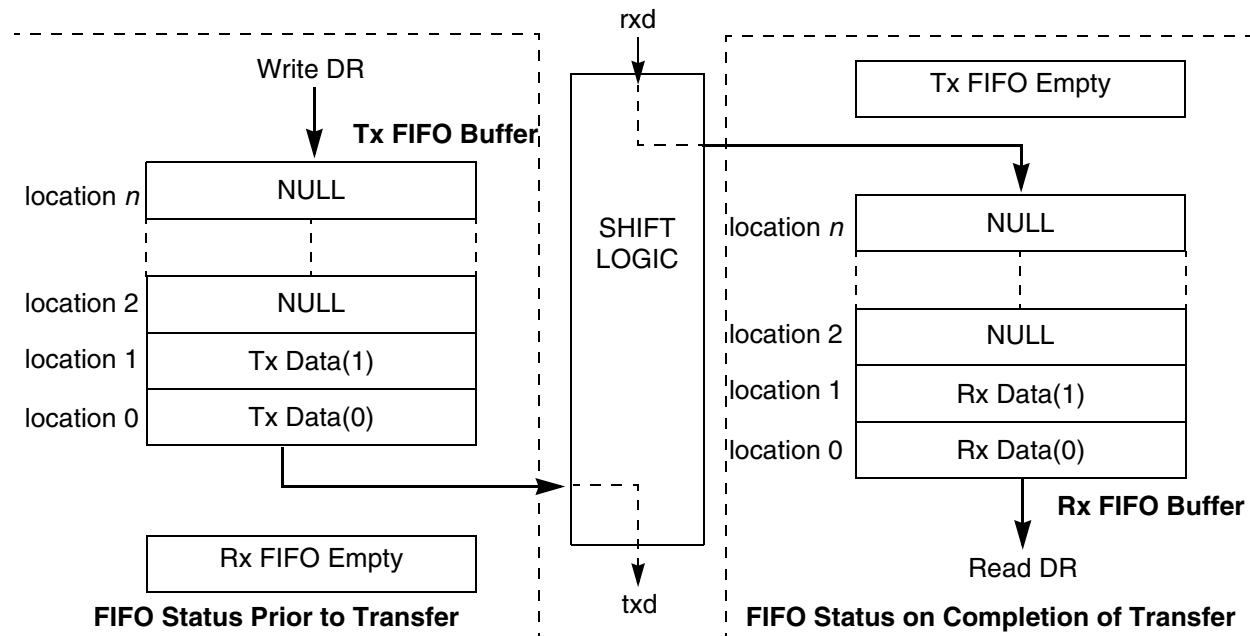 Write DR
Tx FIFO Buffer
location n
NULL
location 2
NULL
location 1
Tx Data(1)
location 0
Tx Data(0)
Rx FIFO Empty
FIFO Status Prior to Transfer
rxd
SHIFT
LOGIC
txd
Tx FIFO Empty
location n
NULL
location 2
NULL
location 1
Rx Data(1)
location 0
Rx Data(0)
Rx FIFO Buffer
Read DR
FIFO Status on Completion of Transfer